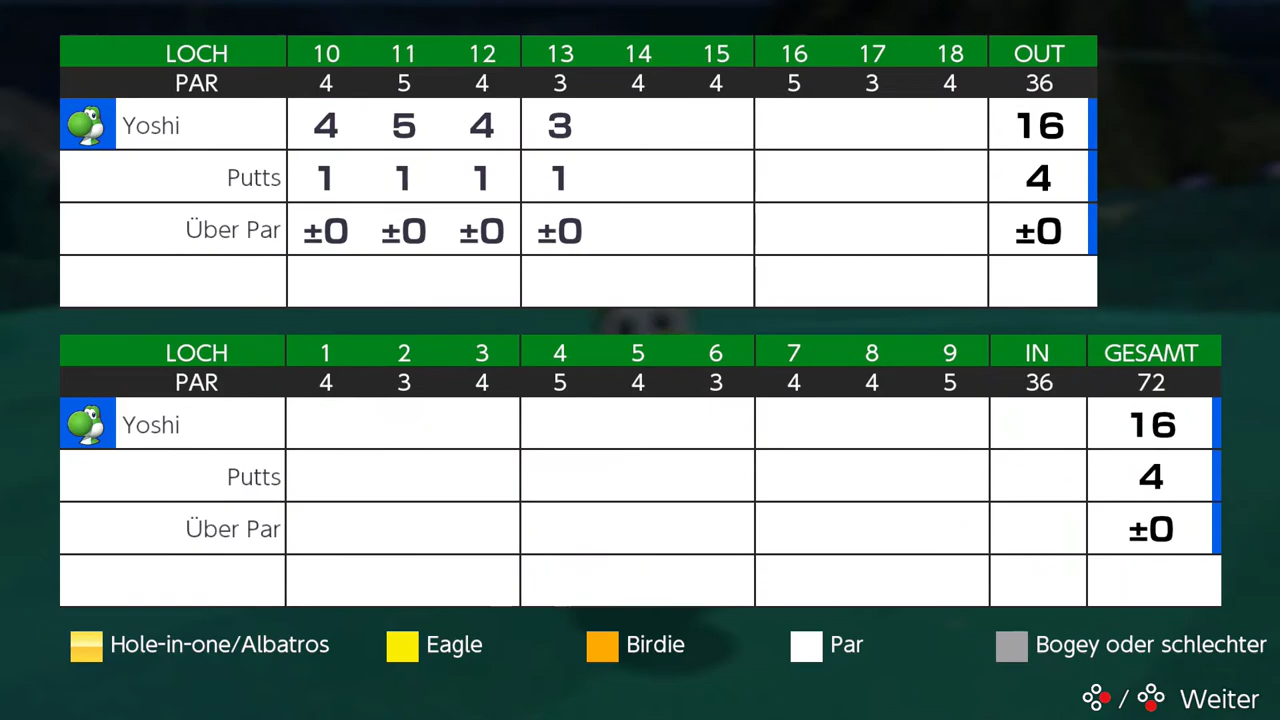 LOCH 10 11 12 13 14 15 16 17 18 OUT
PAR 4 5 4 3 4 4 5 3 4 36
Yoshi 4 5 4 3 16
Putts 1 1 1 1 4
Über Par ±0 ±0 ±0 ±0 ±0
LOCH 1 2 3 4 5 6 7 8 9 IN GESAMT
PAR 4 3 4 5 4 3 4 4 5 36 72
Yoshi 16
Putts 4
Über Par ±0
Hole-in-one/Albatros Eagle Birdie Par Bogey oder schlechter
/ Weiter